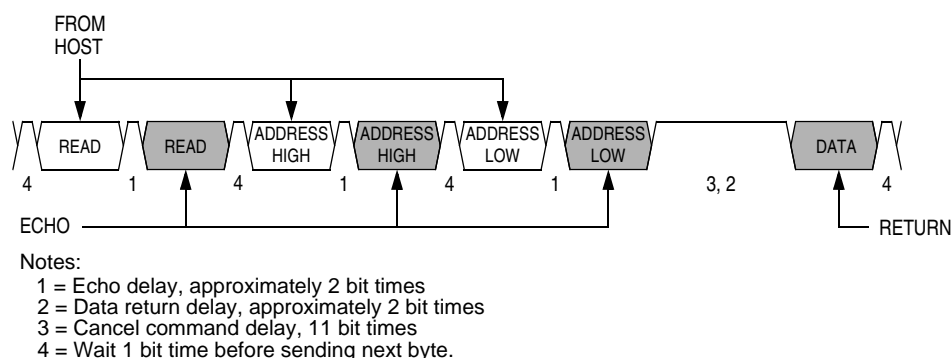 FROM
HOST
READ READ ADDRESS HIGH ADDRESS HIGH ADDRESS LOW ADDRESS LOW DATA
4 1 4 1 4 1 3, 2 4
ECHO RETURN
Notes:
1 = Echo delay, approximately 2 bit times
2 = Data return delay, approximately 2 bit times
3 = Cancel command delay, 11 bit times
4 = Wait 1 bit time before sending next byte.